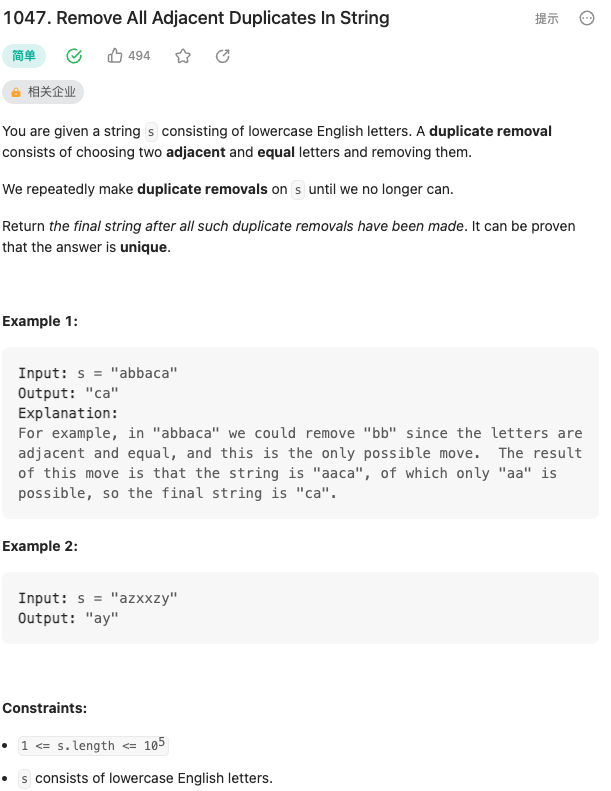 1047. Remove All Adjacent Duplicates In String
提示
简单
494
相关企业
You are given a string s consisting of lowercase English letters. A duplicate removal
consists of choosing two adjacent and equal letters and removing them.
We repeatedly make duplicate removals on s until we no longer can.
Return the final string after all such duplicate removals have been made. It can be proven
that the answer is unique.
Example 1:
Input: s = "abbaca"
Output: "ca"
Explanation:
For example, in "abbaca" we could remove "bb" since the letters are
adjacent and equal, and this is the only possible move.  The result
of this move is that the string is "aaca", of which only "aa" is
possible, so the final string is "ca".
Example 2:
Input: s = "azxxzy"
Output: "ay"
Constraints:
• 1 <= s.length <= 10⁵
• s consists of lowercase English letters.